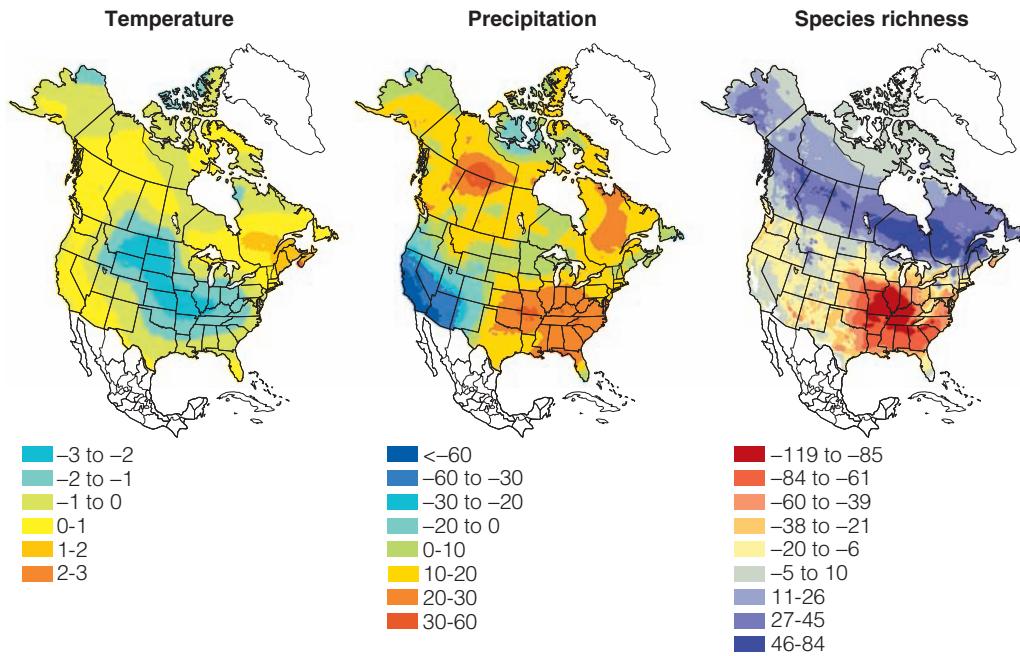 Temperature
Precipitation
Species richness
–3 to –2
–2 to –1
–1 to 0
0-1
1-2
2-3
<–60
–60 to –30
–30 to –20
–20 to 0
0-10
10-20
20-30
30-60
–119 to –85
–84 to –61
–60 to –39
–38 to –21
–20 to –6
–5 to 10
11-26
27-45
46-84